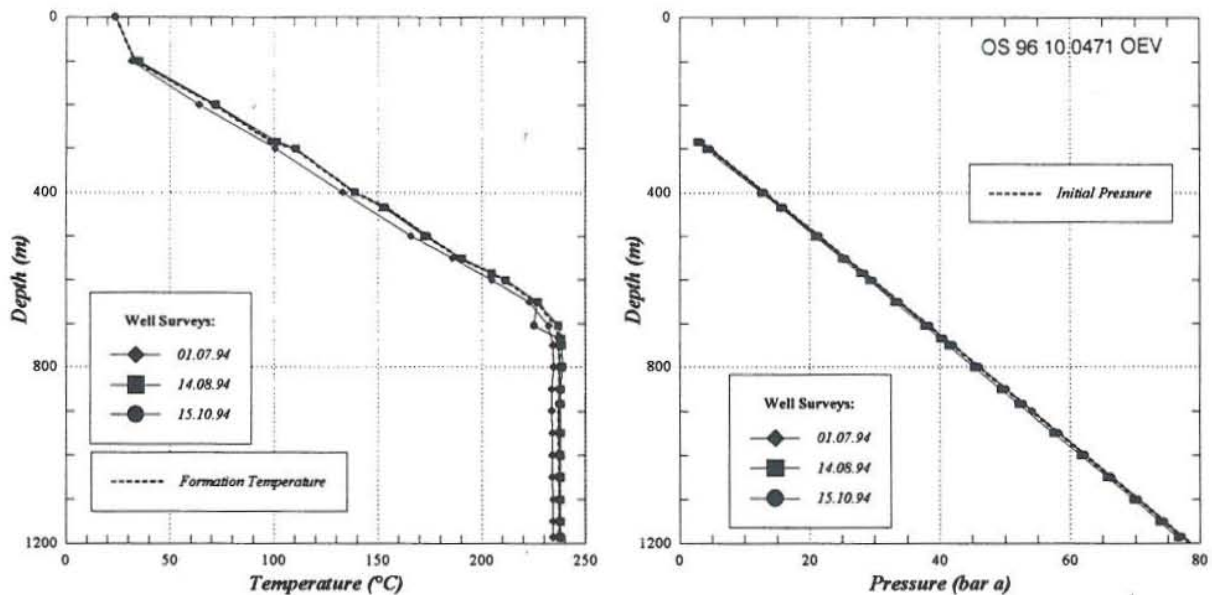 0
400
800
1200
Depth (m)
0
50
100
150
200
250
Temperature (°C)
Well Surveys:
01.07.94
14.08.94
15.10.94
Formation Temperature
OS 96 10.0471 OEV
0
400
800
1200
Depth (m)
0
20
40
60
80
Pressure (bar a)
Initial Pressure
Well Surveys:
01.07.94
14.08.94
15.10.94